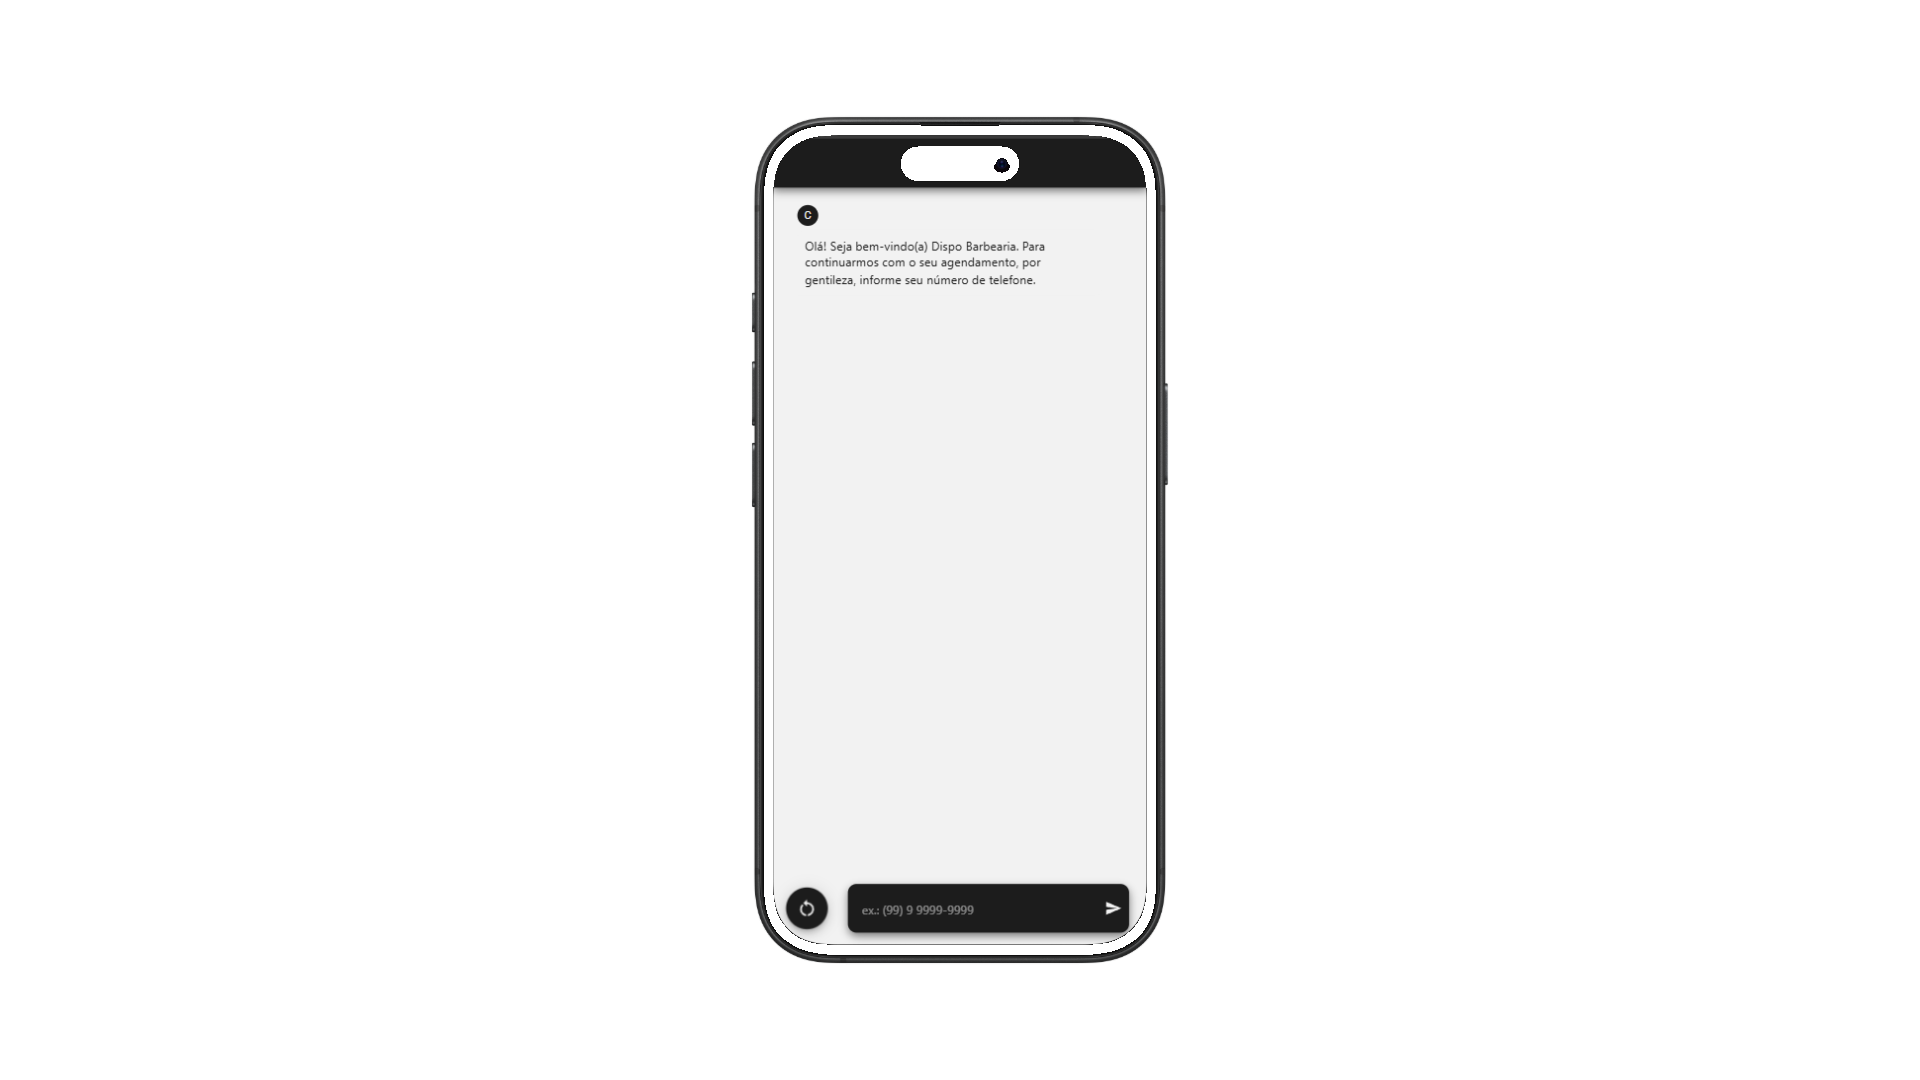 C
Olá! Seja bem-vindo(a) Dispo Barbearia. Para
continuarmos com o seu agendamento, por
gentileza, informe seu número de telefone.
ex.: (99) 9 9999-9999